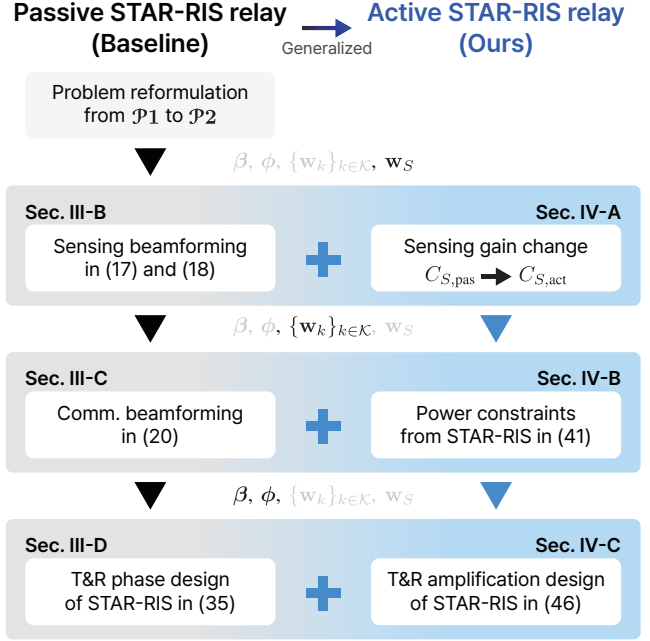 Passive STAR-RIS relay
(Baseline)
Generalized
Active STAR-RIS relay
(Ours)
Problem reformulation
from 𝒫1 to 𝒫2
β, ϕ, {w_k}_{k∈𝒦}, w_S
Sec. III-B
Sensing beamforming
in (17) and (18)
Sec. IV-A
Sensing gain change
C_{S,pas} → C_{S,act}
β, ϕ, {w_k}_{k∈𝒦}, w_S
Sec. III-C
Comm. beamforming
in (20)
Sec. IV-B
Power constraints
from STAR-RIS in (41)
β, ϕ, {w_k}_{k∈𝒦}, w_S
Sec. III-D
T&R phase design
of STAR-RIS in (35)
Sec. IV-C
T&R amplification design
of STAR-RIS in (46)